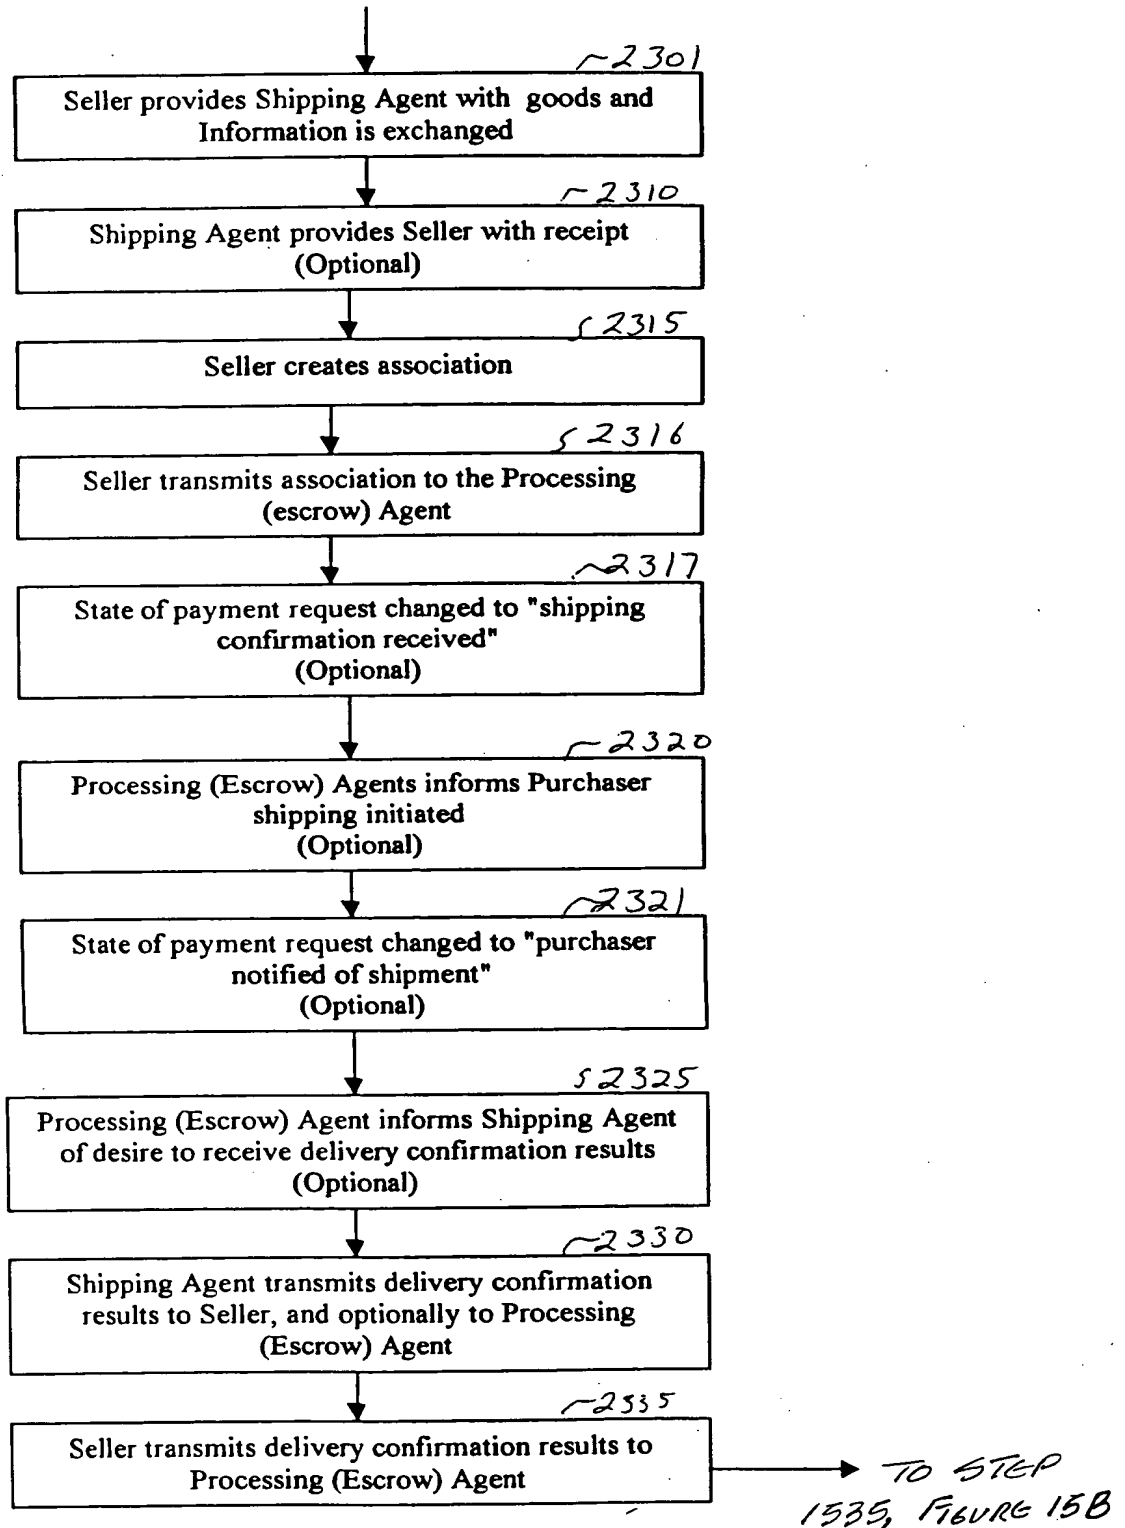 2301
Seller provides Shipping Agent with goods and
Information is exchanged
2310
Shipping Agent provides Seller with receipt
(Optional)
2315
Seller creates association
2316
Seller transmits association to the Processing
(escrow) Agent
2317
State of payment request changed to "shipping
confirmation received"
(Optional)
2320
Processing (Escrow) Agents informs Purchaser
shipping initiated
(Optional)
2321
State of payment request changed to "purchaser
notified of shipment"
(Optional)
2325
Processing (Escrow) Agent informs Shipping Agent
of desire to receive delivery confirmation results
(Optional)
2330
Shipping Agent transmits delivery confirmation
results to Seller, and optionally to Processing
(Escrow) Agent
2335
Seller transmits delivery confirmation results to
Processing (Escrow) Agent
TO STEP
1535, FIGURE 15B